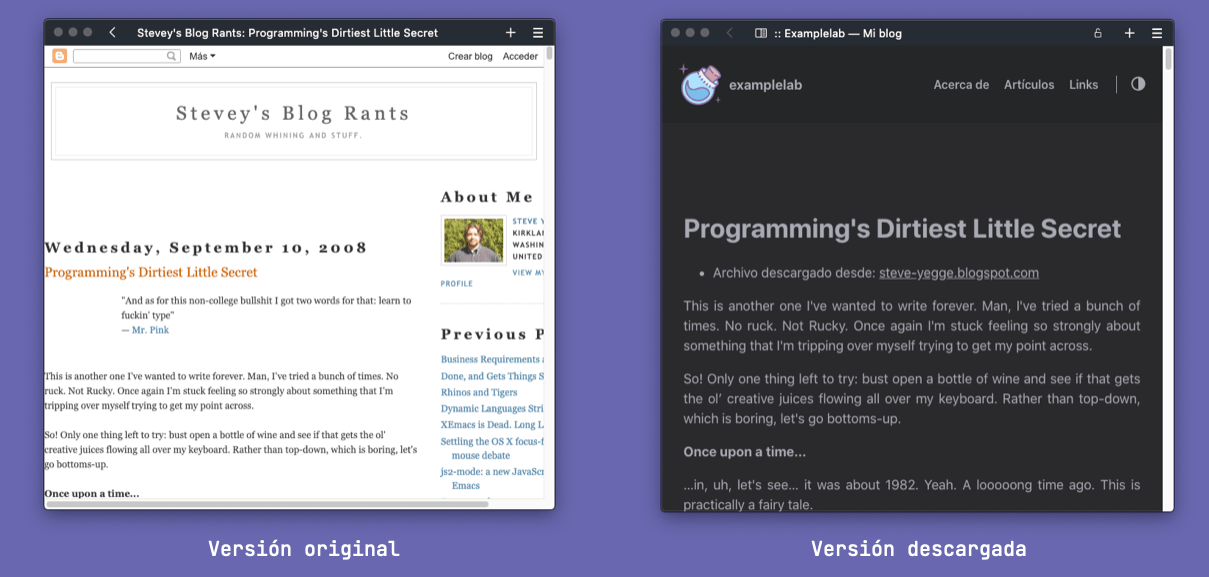 Stevey's Blog Rants: Programming's Dirtiest Little Secret
Más
Crear blog
Acceder
Stevey's Blog Rants
RANDOM WHINING AND STUFF.
Wednesday, September 10, 2008
Programming's Dirtiest Little Secret
"And as for this non-college bullshit I got two words for that: learn to
fuckin' type"
— Mr. Pink
This is another one I've wanted to write forever. Man, I've tried a bunch of times. No
ruck. Not Rucky. Once again I'm stuck feeling so strongly about something that I'm
tripping over myself trying to get my point across.
So! Only one thing left to try: bust open a bottle of wine and see if that gets the ol'
creative juices flowing all over my keyboard. Rather than top-down, which is boring, let's
go bottoms-up.
Once upon a time...
About Me
STEVE Y
KIRKLA
WASHIN
UNITED
VIEW MY
PROFILE
Previous P
Business Requirements
Done, and Gets Things S
Rhinos and Tigers
Dynamic Languages Stri
XEmacs is Dead. Long L
Settling the OS X focus-f
mouse debate
js2-mode: a new JavaScr
Emacs
Versión original
:: Examplelab — Mi blog
examplelab
Acerca de
Artículos
Links
Programming's Dirtiest Little Secret
• Archivo descargado desde: steve-yegge.blogspot.com
This is another one I've wanted to write forever. Man, I've tried a bunch of
times. No ruck. Not Rucky. Once again I'm stuck feeling so strongly about
something that I'm tripping over myself trying to get my point across.
So! Only one thing left to try: bust open a bottle of wine and see if that gets
the ol' creative juices flowing all over my keyboard. Rather than top-down,
which is boring, let's go bottoms-up.
Once upon a time...
...in, uh, let's see... it was about 1982. Yeah. A looooong time ago. This is
practically a fairy tale.
Versión descargada